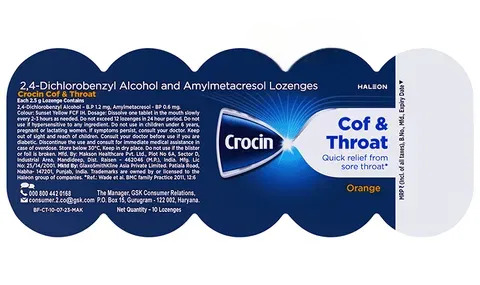 2,4-Dichlorobenzyl Alcohol and Amylmetacresol Lozenges
Crocin Cof & Throat
Each 2.5 g Lozenge Contains
2,4-Dichlorobenzyl Alcohol - B.P 1.2 mg, Amylmetacresol - BP 0.6 mg.
Colour: Sunset Yellow FCF IH. Dosage: Dissolve one tablet in the mouth slowly
every 2-3 hours as needed. Do not exceed 12 lozenges in 24 hour period. Do not
use if hypersensitive to any ingredient. Do not use in children under 6 years,
pregnant or lactating women. If symptoms persist, consult your doctor. Keep
out of sight and reach of children. Consult your doctor before use if you are
diabetic. Discontinue the use and consult for immediate medical assistance in
case of overdose. Store below 30°C. Keep in dry place. Do not use if the blister
or foil is broken. Mfd. By: Makson Healthcare Pvt. Ltd., Plot No.4 & Sector D,
Industrial Area, Mandideep, Dist. Raisen - 462046 (M.P.), India. Mfg. Lic
No: 25/14/2001. Mktd By: GlaxoSmithKline Asia Private Limited. Patiala Road,
Nabha- 147201, Punjab, India. Trademarks are owned by or licensed to the
Haleon group of companies. *Ref.. Wade et al. BMC family Practice 2011, 12:6
000 800 442 0168
consumer.2.co@gsk.com
The Manager, GSK Consumer Relations,
P.O. Box 15, Gurugram - 122 002, Haryana.
BF-CT-10-07-23-MAK
Net Quantity - 10 Lozenges
HALEON
Crocin
Cof &
Throat
Quick relief from
sore throat*
Orange
MRP ₹ (Incl. of all taxes), B.No., Mfd., Expiry Date